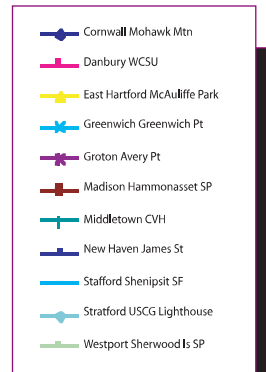 Cornwall Mohawk Mtn
Danbury WCSU
East Hartford McAuliffe Park
Greenwich Greenwich Pt
Groton Avery Pt
Madison Hammonasset SP
Middletown CVH
New Haven James St
Stafford Shenipsit SF
Stratford USCG Lighthouse
Westport Sherwood Is SP